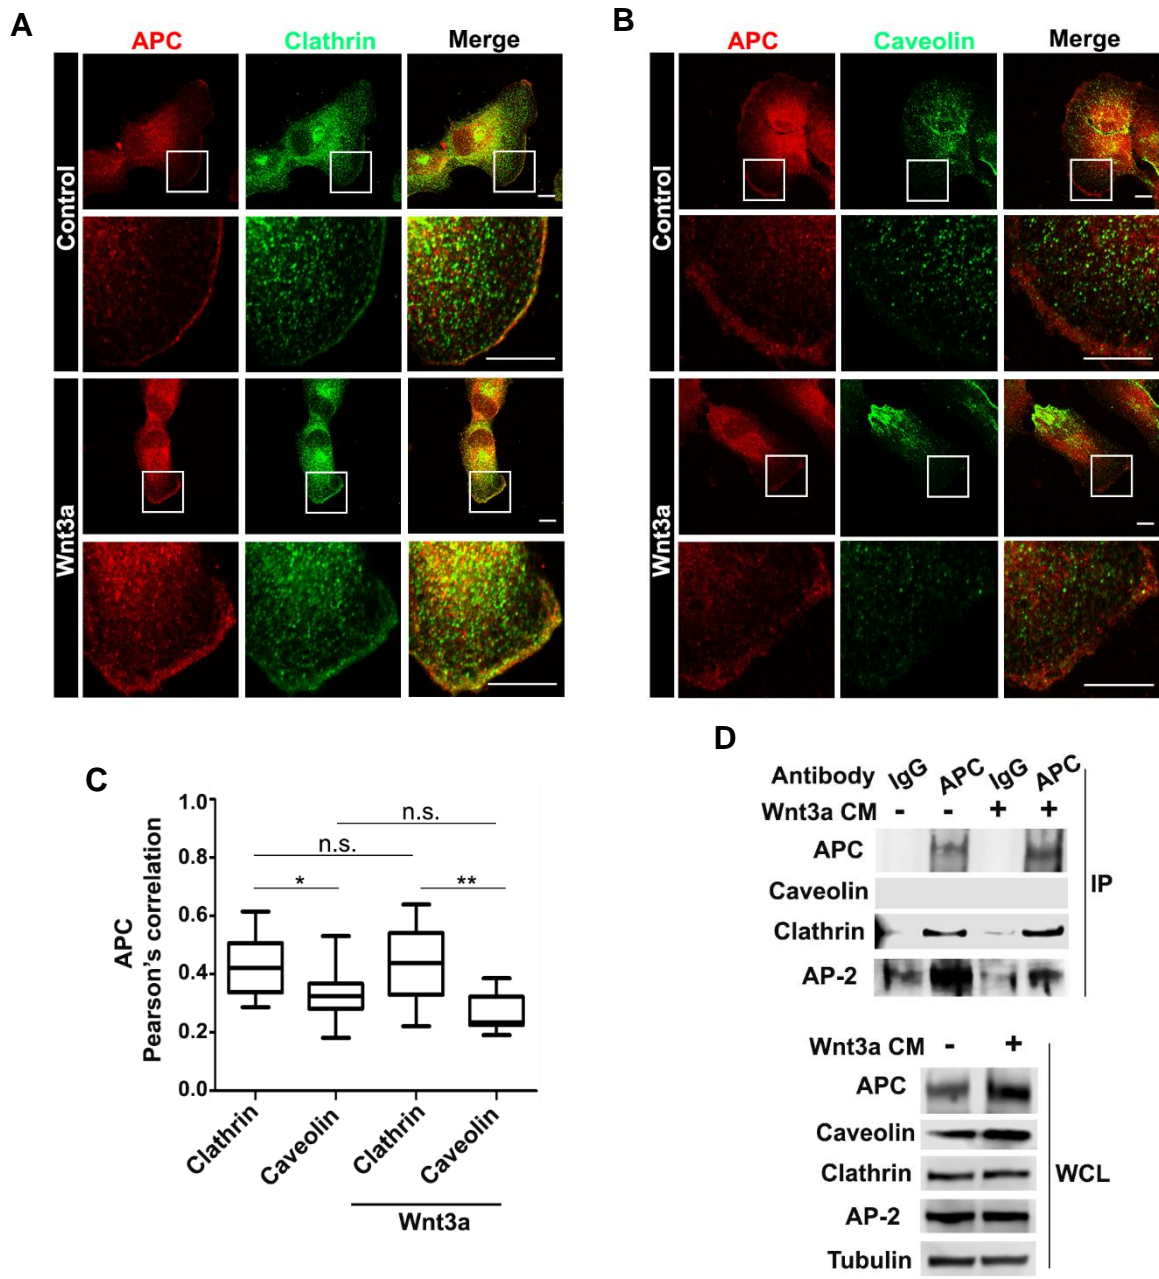 A
APC Clathrin Merge
Control
Wnt3a
B
APC Caveolin Merge
Control
Wnt3a
C
APC
Pearson's correlation
1.0
0.8
0.6
0.4
0.2
0.0
n.s.
n.s.
* **
Clathrin Caveolin Clathrin Caveolin
Wnt3a
D
Antibody IgG APC IgG APC
Wnt3a CM - - + +
APC
Caveolin
Clathrin
AP-2
IP
Wnt3a CM - +
APC
Caveolin
Clathrin
AP-2
Tubulin
WCL